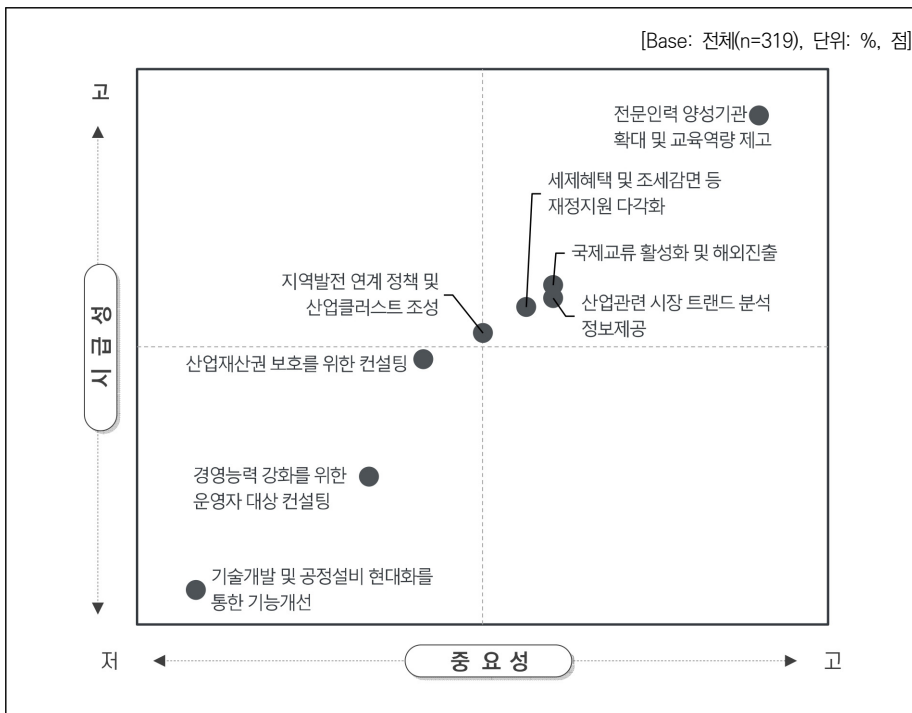 [Base: 전체(n=319), 단위: %, 점]
고
전문인력 양성기관
확대 및 교육역량 제고
세제혜택 및 조세감면 등
재정지원 다각화
국제교류 활성화 및 해외진출
지역발전 연계 정책 및
산업클러스트 조성
산업관련 시장 트랜드 분석
정보제공
시급성
산업재산권 보호를 위한 컨설팅
경영능력 강화를 위한
운영자 대상 컨설팅
기술개발 및 공정설비 현대화를
통한 기능개선
저
중요성
고